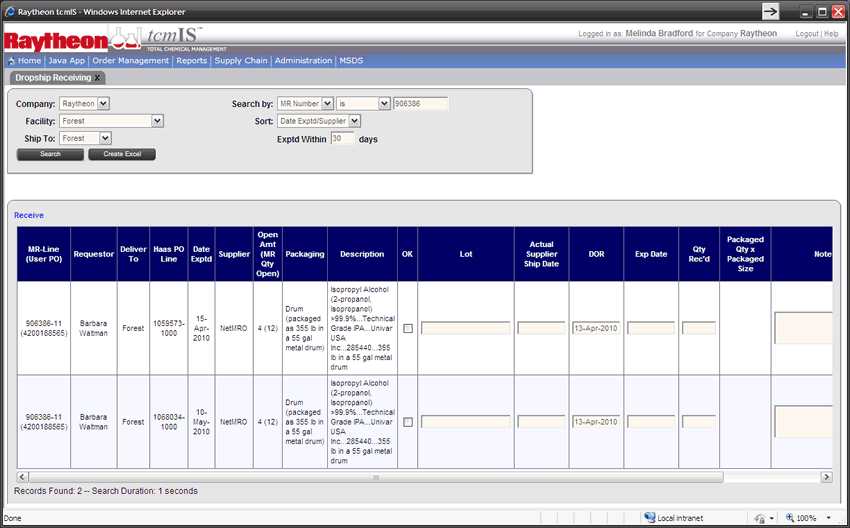 Raytheon tcmIS - Windows Internet Explorer
Raytheon tcmIS™
TOTAL CHEMICAL MANAGEMENT
Logged in as: Melinda Bradford for Company Raytheon Logout | Help
Home | Java App | Order Management | Reports | Supply Chain | Administration | MSDS
Dropship Receiving x
Company: Raytheon Search by: MR Number is 906386
Facility: Forest Sort: Date Exptd/Supplier
Ship To: Forest Exptd Within 30 days
Search Create Excel
Receive
MR-Line (User PO) Requestor Deliver To Haas PO Line Date Exptd Supplier Open Amt (MR Qty Open) Packaging Description OK Lot Actual Supplier Ship Date DOR Exp Date Qty Rec'd Packaged Qty x Packaged Size Note
906386-11 (4200188565) Barbara Waitman Forest 1059573-1000 15-Apr-2010 NetMRO 4 (12) Drum (packaged as 355 lb in a 55 gal metal drum) Isopropyl Alcohol (2-propanol, Isopropanol) >99.9%...Technical Grade IPA...Univar USA Inc...285440...355 lb in a 55 gal metal drum 13-Apr-2010
906386-11 (4200188565) Barbara Waitman Forest 1068034-1000 10-May-2010 NetMRO 4 (12) Drum (packaged as 355 lb in a 55 gal metal drum) Isopropyl Alcohol (2-propanol, Isopropanol) >99.9%...Technical Grade IPA...Univar USA Inc...285440...355 lb in a 55 gal metal drum 13-Apr-2010
Records Found: 2 -- Search Duration: 1 seconds
Done Local intranet 100%